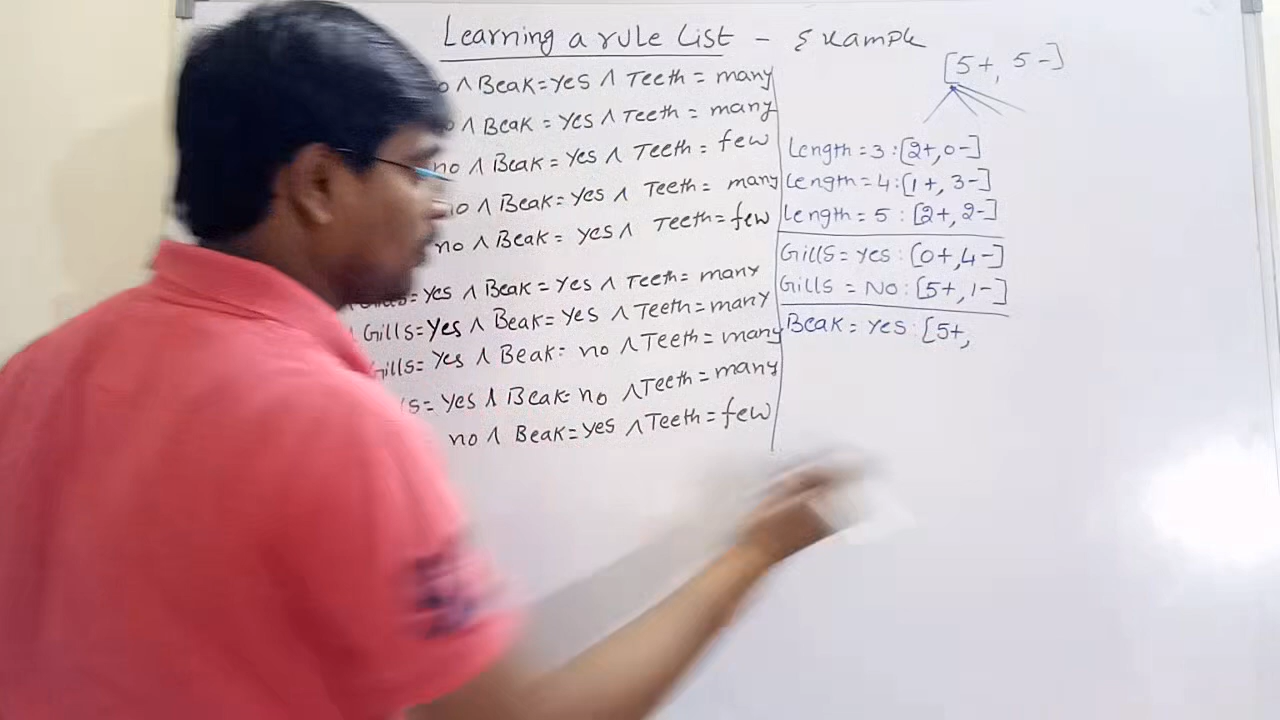 Learning a rule List - Example
[5+, 5-]
∧ Beak=Yes ∧ Teeth = many
∧ Beak = Yes ∧ Teeth = many
no ∧ Beak= Yes ∧ Teeth = few
no ∧ Beak= Yes ∧ Teeth = many
no ∧ Beak= Yes ∧ Teeth= few
=Yes ∧ Beak = Yes ∧ Teeth= many
Gills=Yes ∧ Beak=Yes ∧ Teeth= many
Gills= Yes ∧ Beak= no ∧ Teeth= many
= Yes ∧ Beak= no ∧ Teeth = many
no ∧ Beak=Yes ∧ Teeth = few
Length = 3 :[2+, 0-]
Length = 4:[1+, 3-]
Length = 5 : [2+, 2-]
Gills= Yes : [0+,4-]
Gills = No : [5+,1-]
Beak= Yes : [5+,